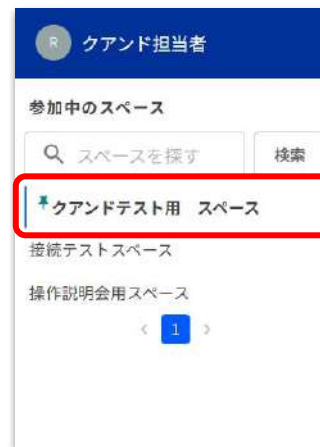 R クアンド担当者
参加中のスペース
スペースを探す 検索
クアンドテスト用 スペース
接続テストスペース
操作説明会用スペース
< 1 >